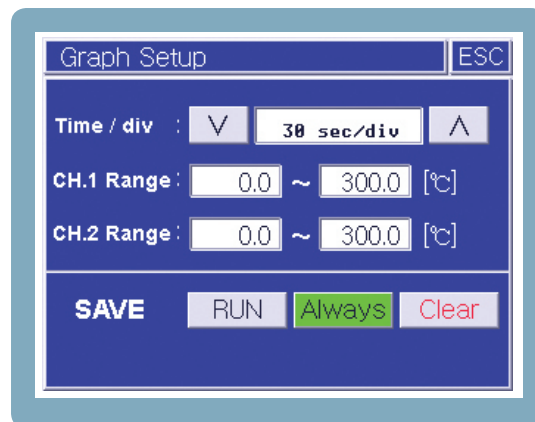 Graph Setup ESC
Time / div : V 30 sec/div Λ
CH.1 Range : 0.0 ~ 300.0 [℃]
CH.2 Range : 0.0 ~ 300.0 [℃]
SAVE RUN Always Clear